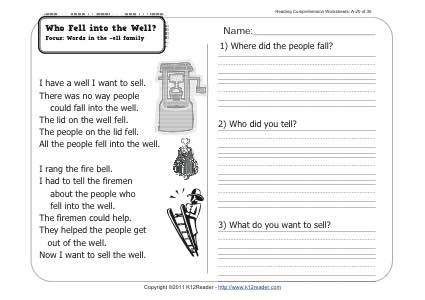 Reading Comprehension Worksheets: A-20 of 36
Who Fell into the Well?
Focus: Words in the -ell family
Name:
I have a well I want to sell.
There was no way people
could fall into the well.
The lid on the well fell.
The people on the lid fell.
All the people fell into the well.
I rang the fire bell.
I had to tell the firemen
about the people who
fell into the well.
The firemen could help.
They helped the people get
out of the well.
Now I want to sell the well.
1) Where did the people fall?
2) Who did you tell?
3) What do you want to sell?
Copyright ©2011 K12Reader - http://www.k12reader.com